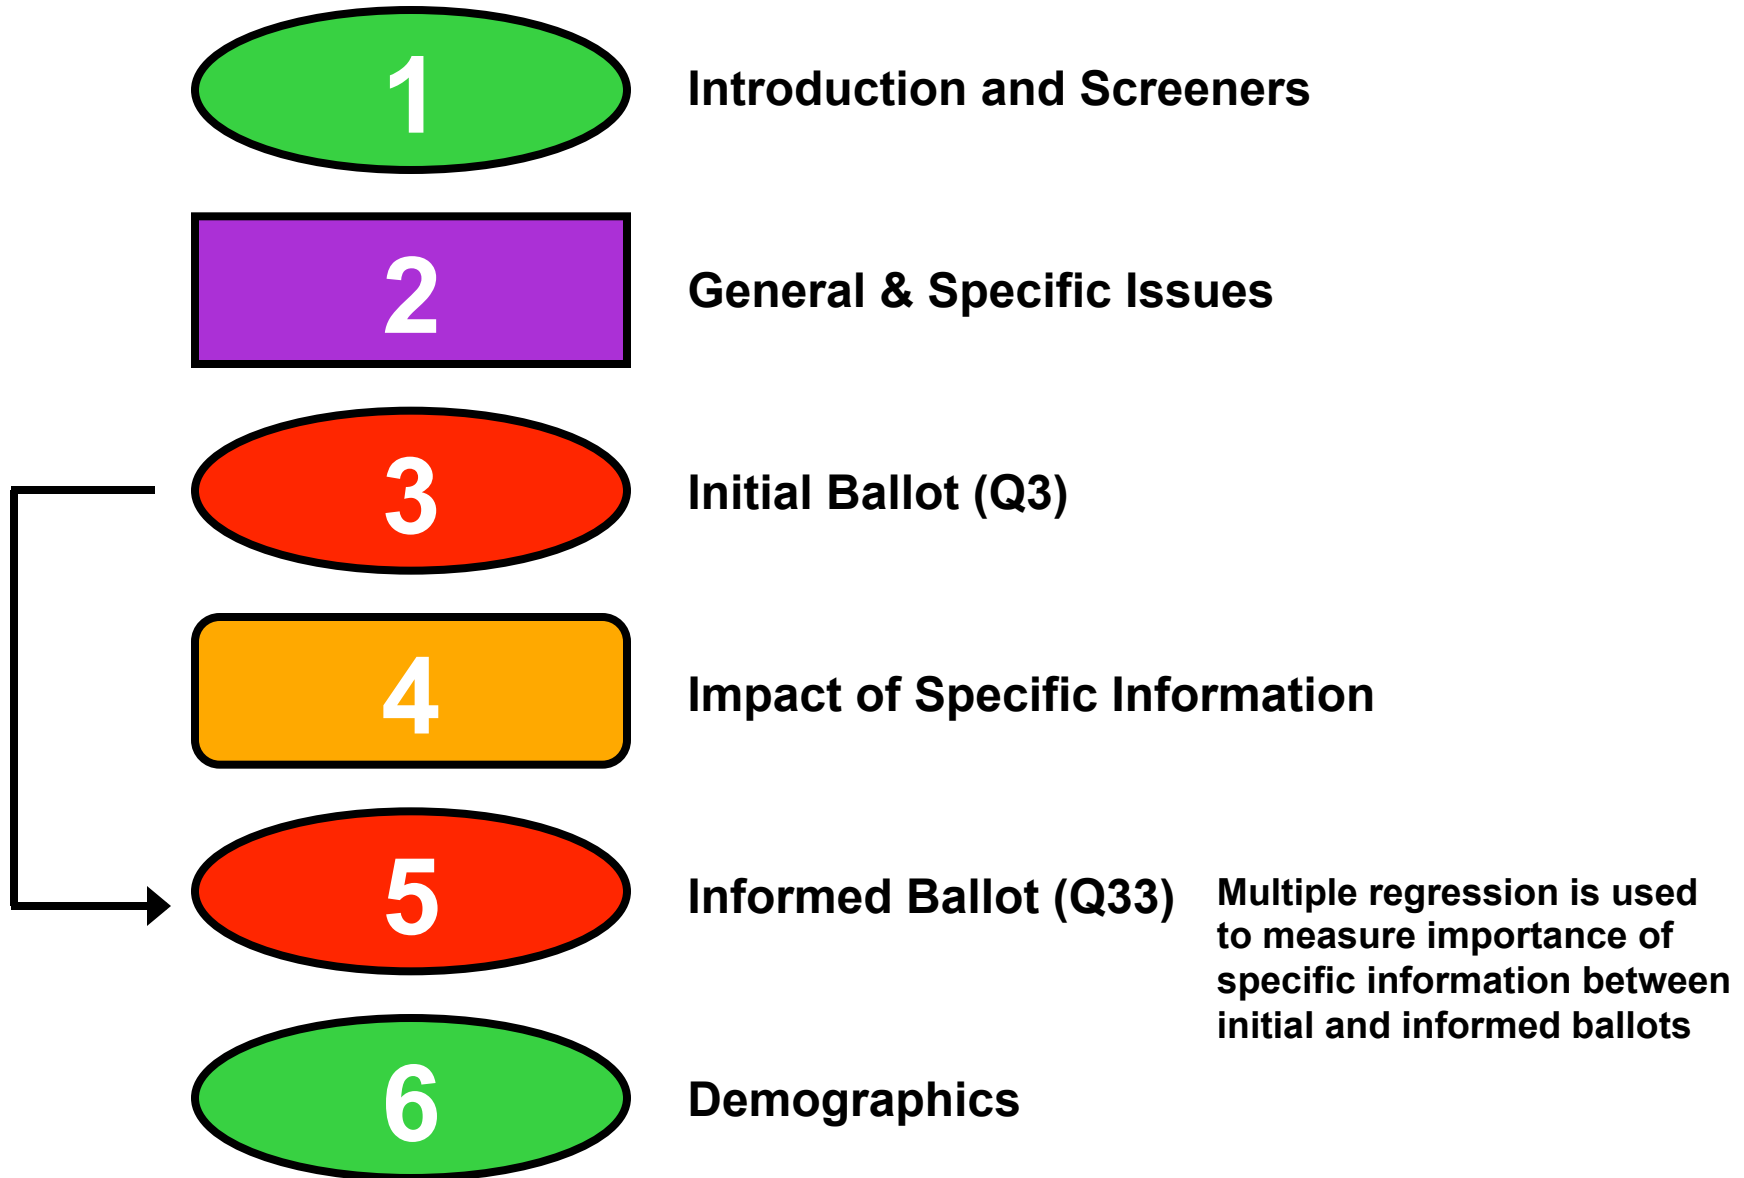 1
Introduction and Screeners
2
General & Specific Issues
3
Initial Ballot (Q3)
4
Impact of Specific Information
5
Informed Ballot (Q33)
Multiple regression is used
to measure importance of
specific information between
initial and informed ballots
6
Demographics